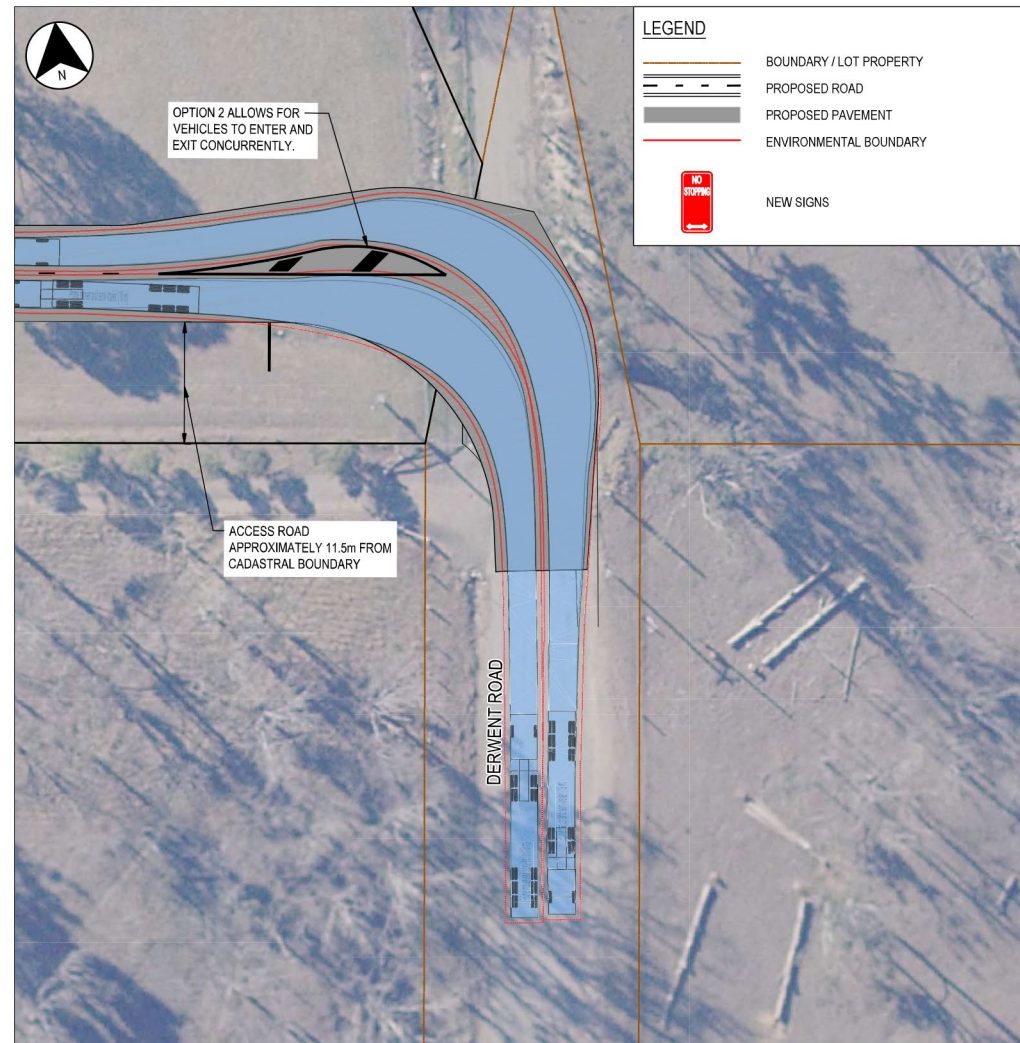 N
OPTION 2 ALLOWS FOR
VEHICLES TO ENTER AND
EXIT CONCURRENTLY.
LEGEND
BOUNDARY / LOT PROPERTY
PROPOSED ROAD
PROPOSED PAVEMENT
ENVIRONMENTAL BOUNDARY
NO
STOPPING
NEW SIGNS
ACCESS ROAD
APPROXIMATELY 11.5m FROM
CADASTRAL BOUNDARY
DERWENT ROAD